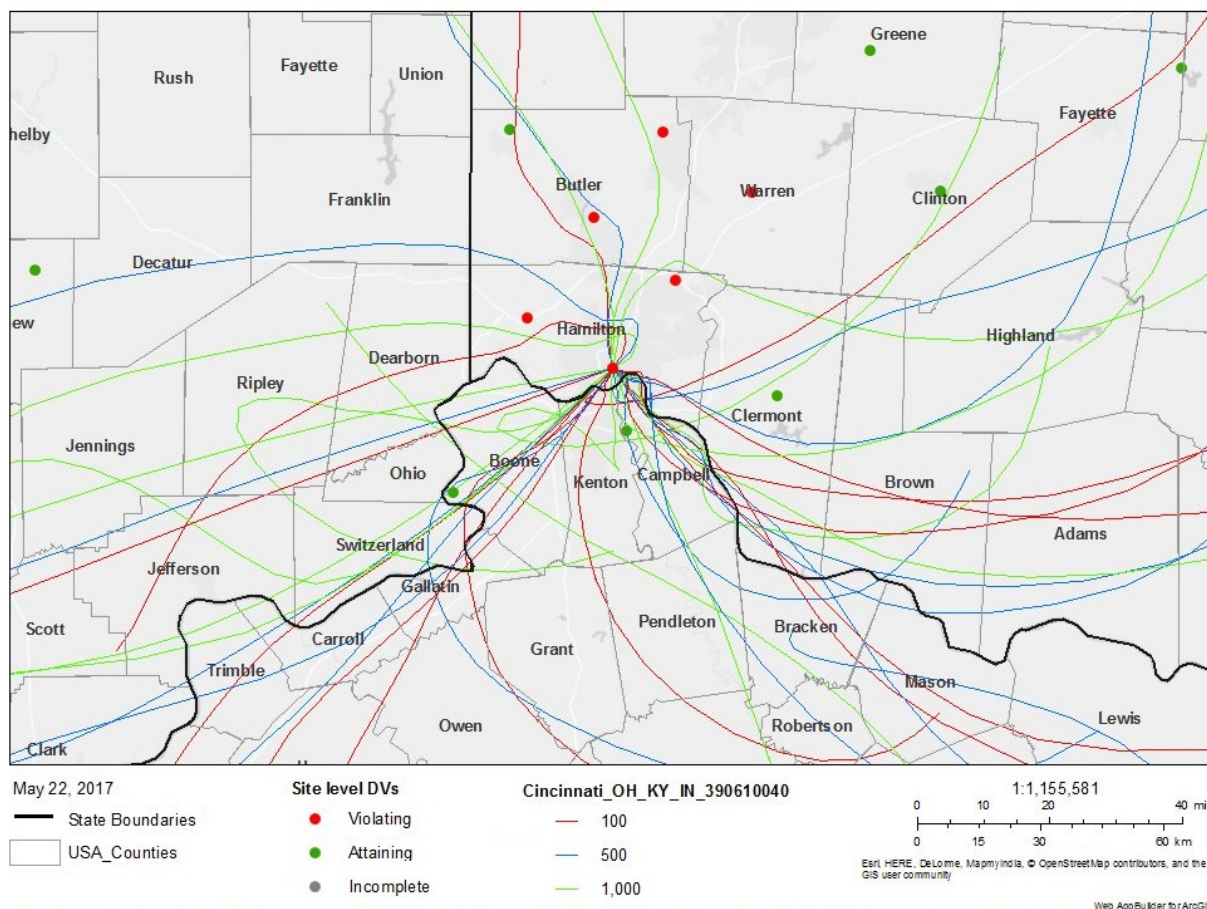 Greene
Fayette
Union
Rush
Fayette
helby
Butler
Warren
Clinton
Franklin
Decatur
ew
Hamilton
Highland
Dearborn
Ripley
Clermont
Jennings
Boone
Ohio
Kenton
Campbell
Brown
Adams
Switzerland
Jefferson
Gallatin
Scott
Carroll
Pendleton
Bracken
Grant
Trimble
Mason
Owen
Robertson
Lewis
Clark
May 22, 2017
State Boundaries
USA_Counties
Site level DVs
Violating
Attaining
Incomplete
Cincinnati_OH_KY_IN_390610040
100
500
1,000
1:1,155,581
0 10 20 40 mi
0 15 30 60 km
Esri, HERE, DeLorme, MapmyIndia, © OpenStreetMap contributors, and the
GIS user community
Web AppBuilder for ArcGI